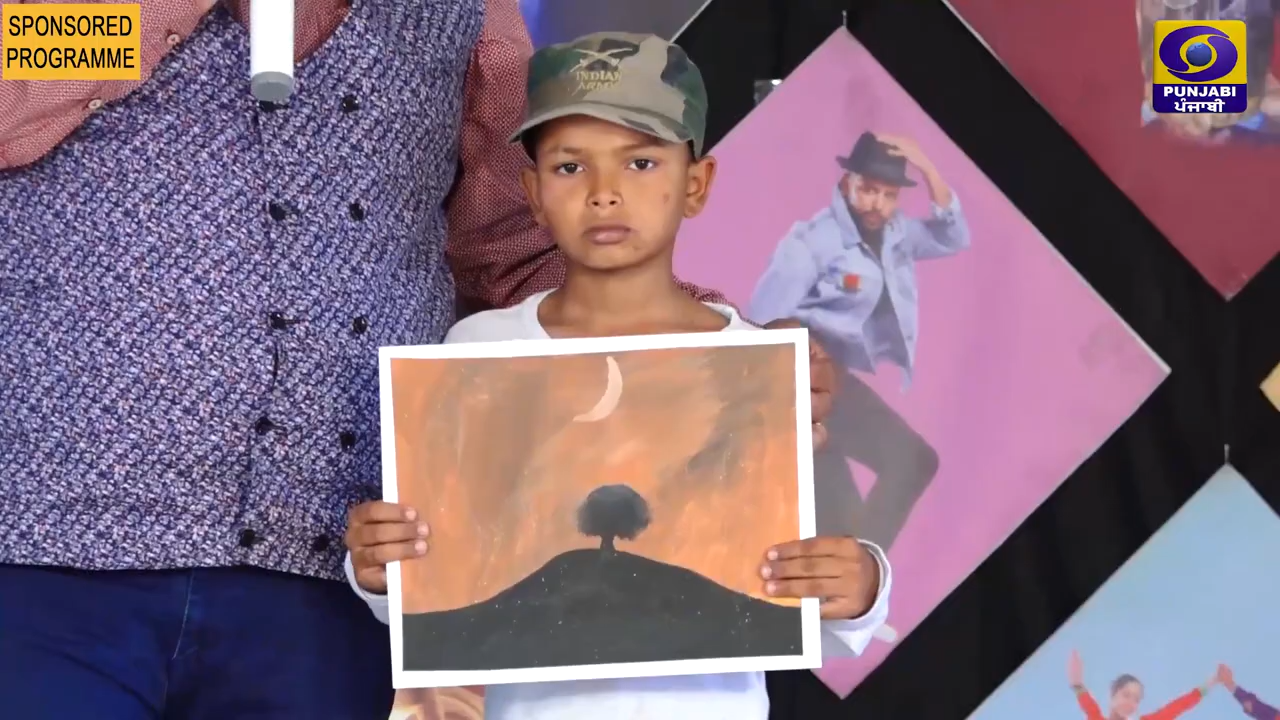 SPONSORED
PROGRAMME
INDIAN
ARMY
PUNJABI
ਪੰਜਾਬੀ